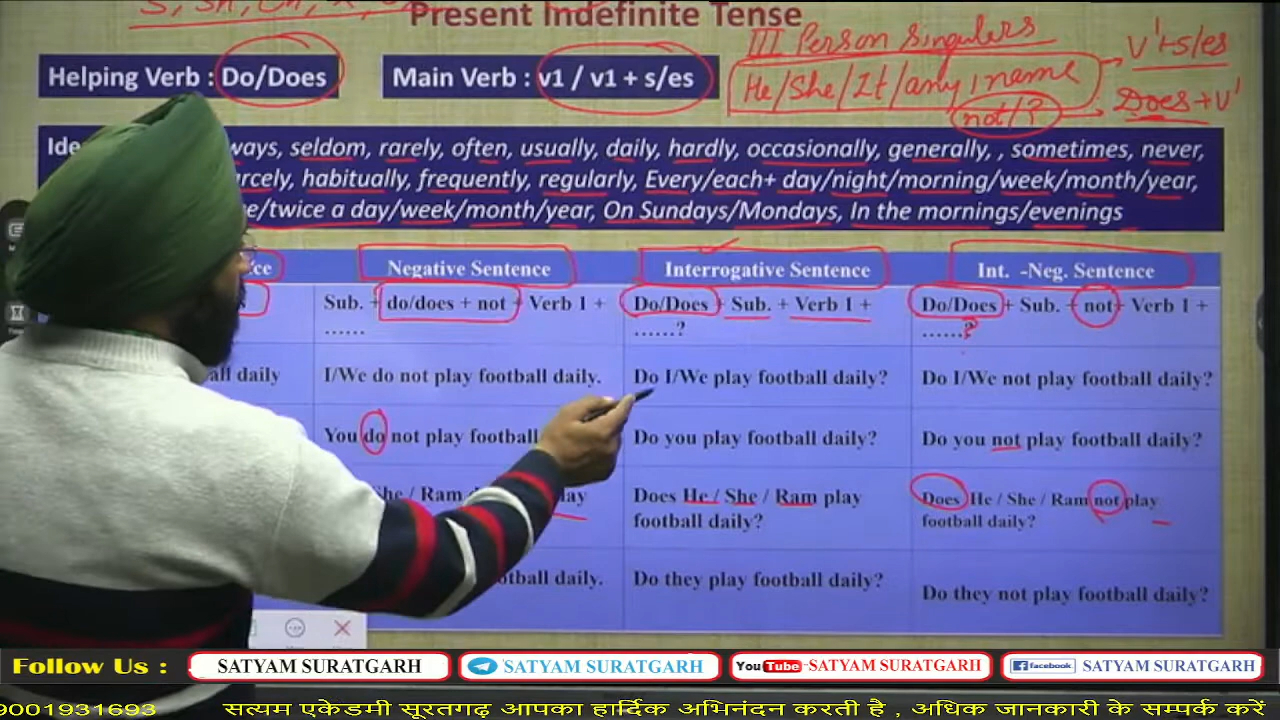 Present Indefinite Tense
III Person Singulers
He/She/It/any name
not/?
v'+s/es
Does+v'
Helping Verb : Do/Does
Main Verb : v1 / v1 + s/es
seldom, rarely, often, usually, daily, hardly, occasionally, generally, , sometimes, never,
habitually, frequently, regularly, Every/each+ day/night/morning/week/month/year,
/twice a day/week/month/year, On Sundays/Mondays, In the mornings/evenings
Negative Sentence
Interrogative Sentence
Int. -Neg. Sentence
Sub. + do/does + not + Verb 1 +
......
Do/Does + Sub. + Verb 1 +
......?
Do/Does + Sub. + not + Verb 1 +
......?
daily
I/We do not play football daily.
Do I/We play football daily?
Do I/We not play football daily?
You do not play
Do you play football daily?
Do you not play football daily?
She / Ram
Does He / She / Ram play
football daily?
Does He / She / Ram not play
football daily?
daily.
Do they play football daily?
Do they not play football daily?
Follow Us :
SATYAM SURATGARH
SATYAM SURATGARH
YouTube-SATYAM SURATGARH
facebook SATYAM SURATGARH
9001931693 सत्यम एकेडमी सूरतगढ़ आपका हार्दिक अभिनंदन करती है , अधिक जानकारी के सम्पर्क करें